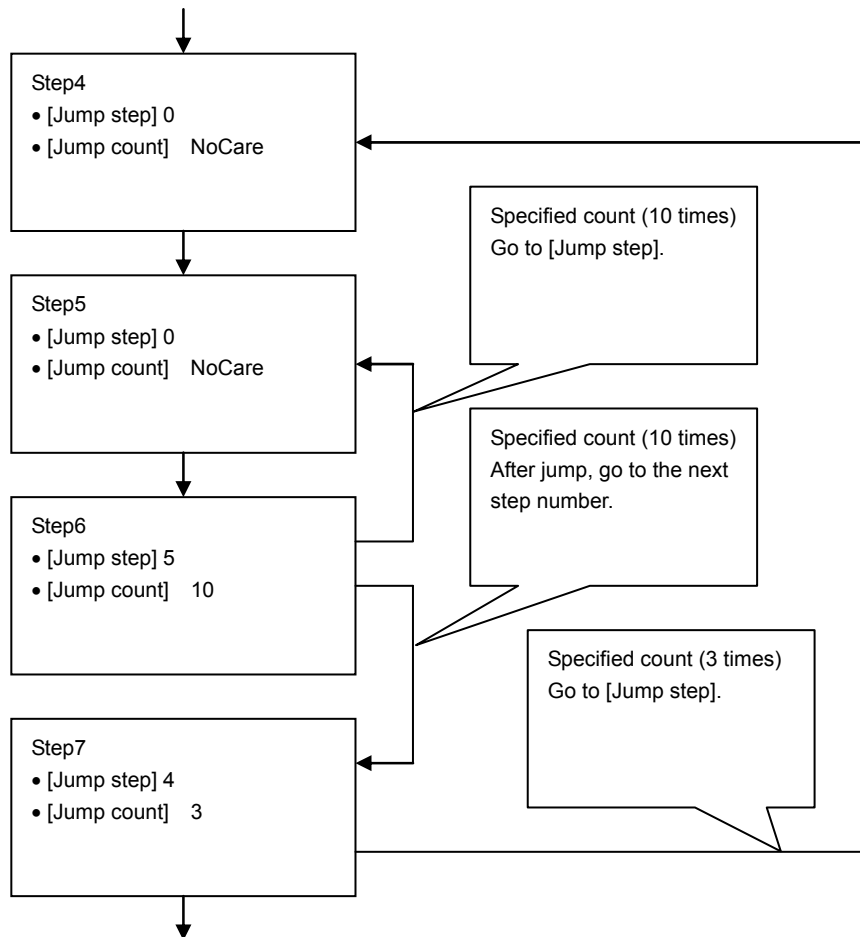 Step4
• [Jump step] 0
• [Jump count] NoCare
Specified count (10 times)
Go to [Jump step].
Step5
• [Jump step] 0
• [Jump count] NoCare
Specified count (10 times)
After jump, go to the next
step number.
Step6
• [Jump step] 5
• [Jump count] 10
Specified count (3 times)
Go to [Jump step].
Step7
• [Jump step] 4
• [Jump count] 3